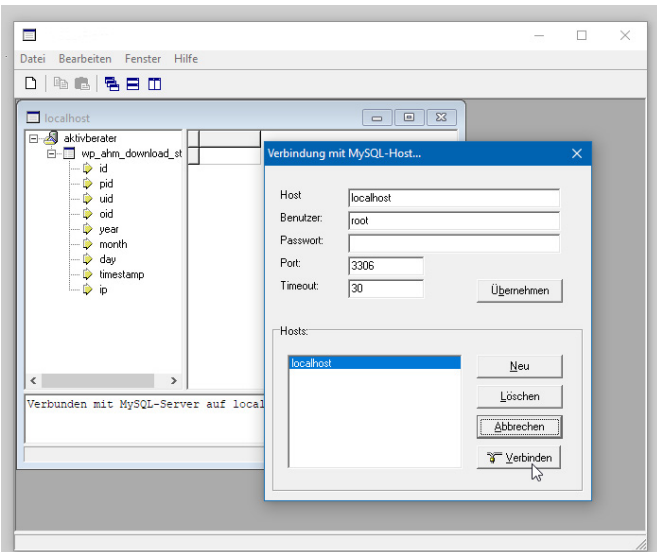 Datei Bearbeiten Fenster Hilfe
localhost
aktivberater
wp_ahm_download_st
id
pid
uid
oid
year
month
day
timestamp
ip
Verbunden mit MySQL-Server auf local
Verbindung mit MySQL-Host...
Host localhost
Benutzer: root
Passwort:
Port: 3306
Timeout: 30
Übernehmen
Hosts:
localhost
Neu
Löschen
Abbrechen
Verbinden